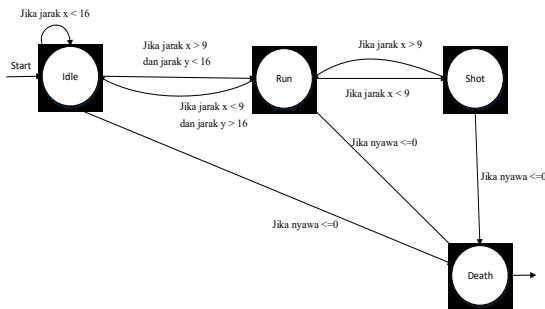 Jika jarak x < 16
Start
Idle
Jika jarak x > 9
dan jarak y < 16
Jika jarak x < 9
dan jarak y > 16
Run
Jika jarak x > 9
Jika jarak x < 9
Shot
Jika nyawa <=0
Jika nyawa <=0
Jika nyawa <=0
Death